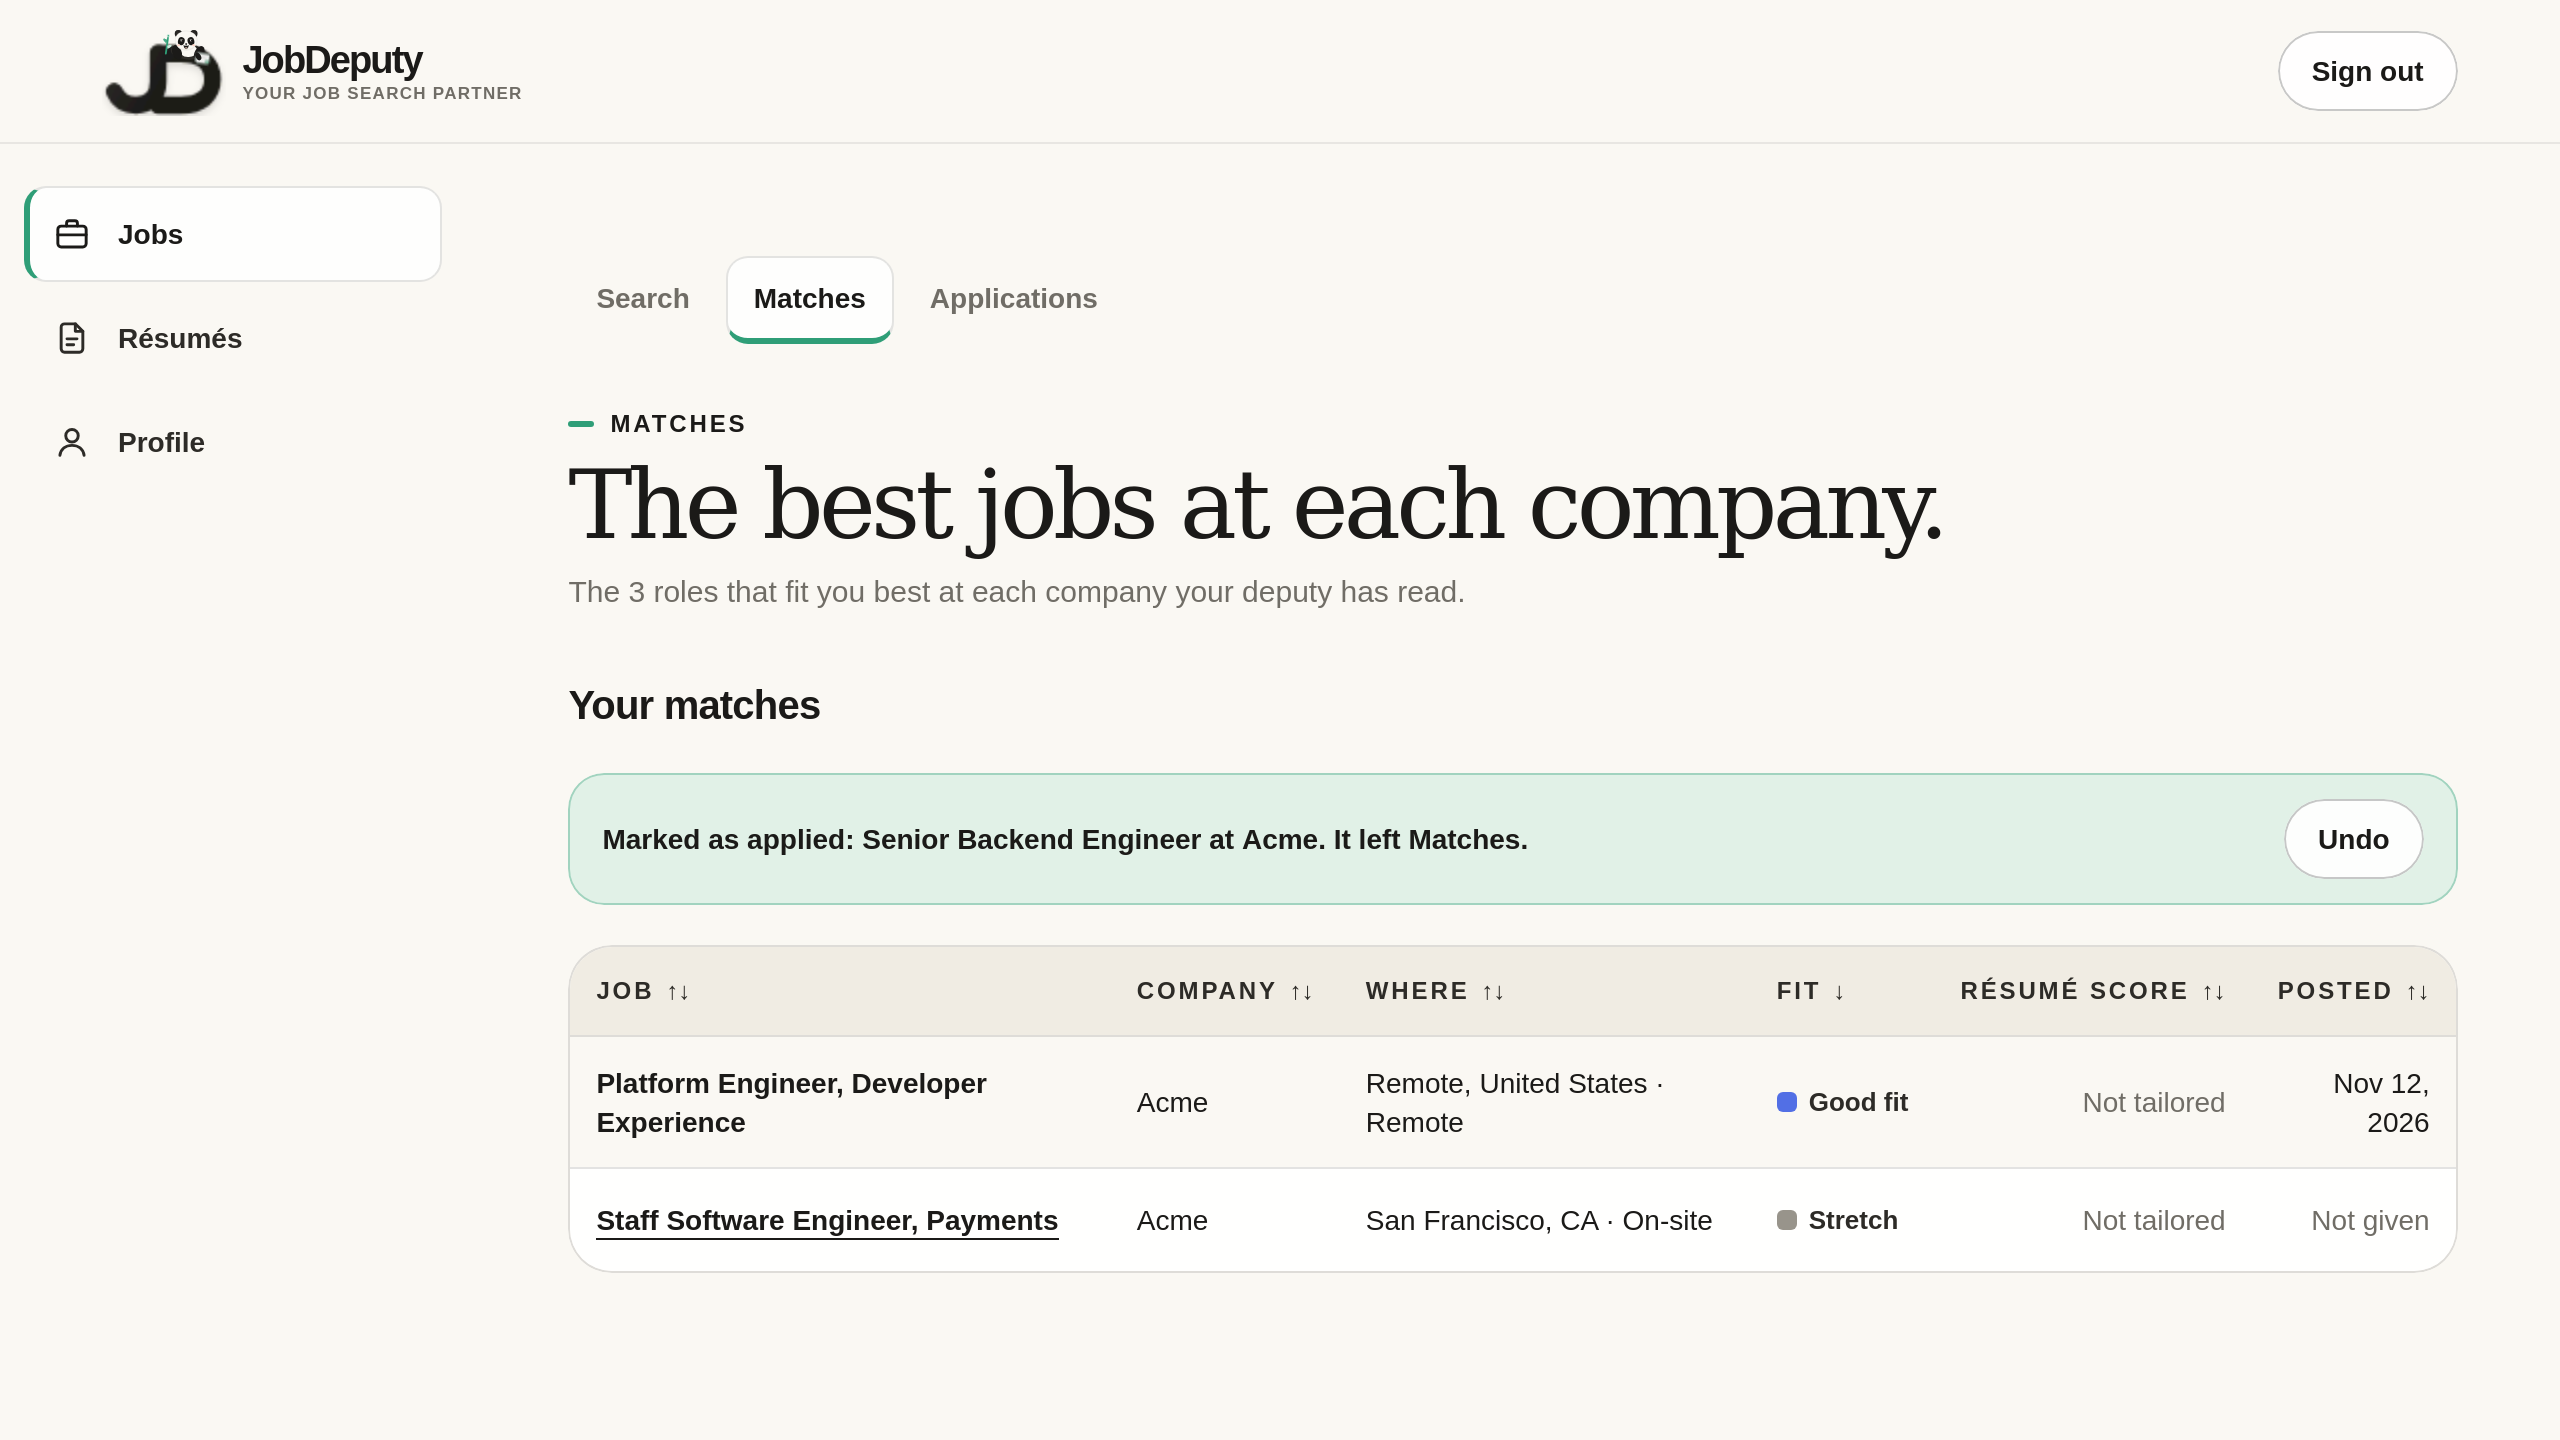 JobDeputy
YOUR JOB SEARCH PARTNER
Sign out
Jobs
Résumés
Profile
Search
Matches
Applications
MATCHES
The best jobs at each company.
The 3 roles that fit you best at each company your deputy has read.
Your matches
Marked as applied: Senior Backend Engineer at Acme. It left Matches.
Undo
JOB ↑↓ COMPANY ↑↓ WHERE ↑↓ FIT ↓ RÉSUMÉ SCORE ↑↓ POSTED ↑↓
Platform Engineer, Developer
Experience
Acme
Remote, United States ·
Remote
Good fit
Not tailored
Nov 12,
2026
Staff Software Engineer, Payments
Acme
San Francisco, CA · On-site
Stretch
Not tailored
Not given